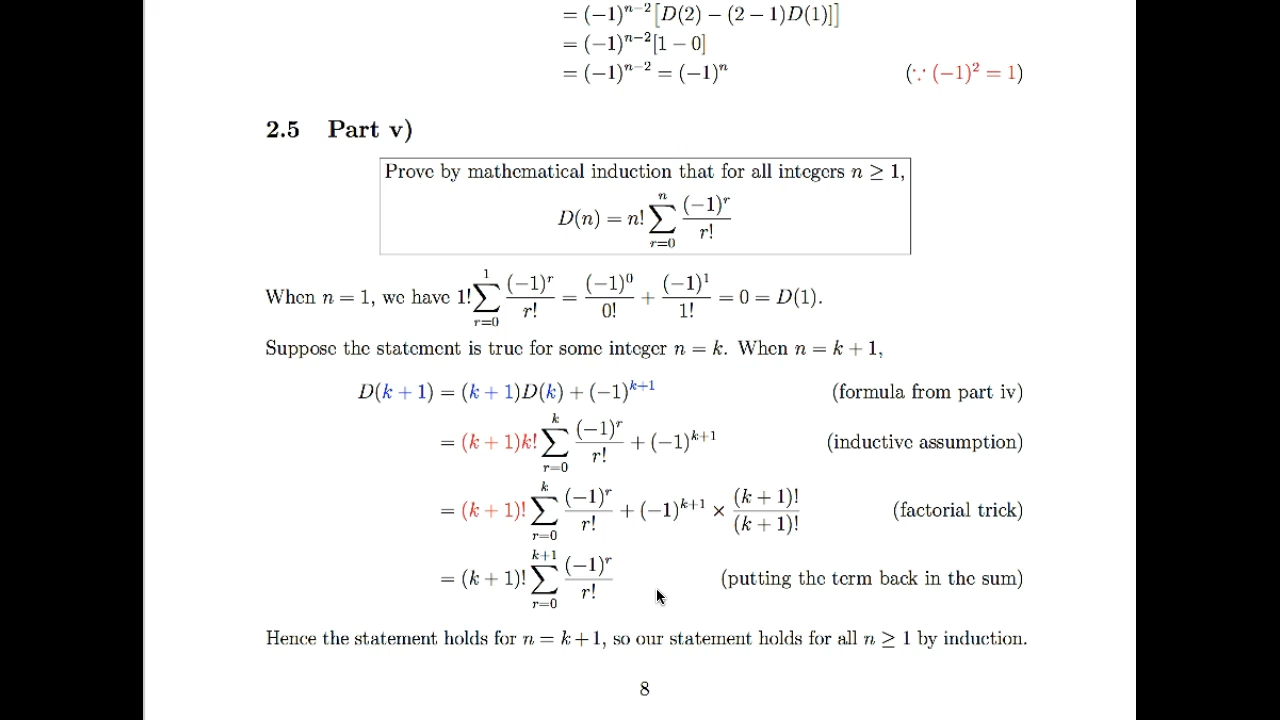 = (−1)ⁿ⁻²[D(2) − (2 − 1)D(1)]]
= (−1)ⁿ⁻²[1 − 0]
= (−1)ⁿ⁻² = (−1)ⁿ (∵ (−1)² = 1)
2.5 Part v)
Prove by mathematical induction that for all integers n ≥ 1,
D(n) = n! ∑_{r=0}^{n} (−1)^r / r!
When n = 1, we have 1! ∑_{r=0}^{1} (−1)^r / r! = (−1)^0 / 0! + (−1)^1 / 1! = 0 = D(1).
Suppose the statement is true for some integer n = k. When n = k + 1,
D(k + 1) = (k + 1)D(k) + (−1)^{k+1} (formula from part iv)
= (k + 1)k! ∑_{r=0}^{k} (−1)^r / r! + (−1)^{k+1} (inductive assumption)
= (k + 1)! ∑_{r=0}^{k} (−1)^r / r! + (−1)^{k+1} × (k + 1)! / (k + 1)! (factorial trick)
= (k + 1)! ∑_{r=0}^{k+1} (−1)^r / r! (putting the term back in the sum)
Hence the statement holds for n = k + 1, so our statement holds for all n ≥ 1 by induction.
8